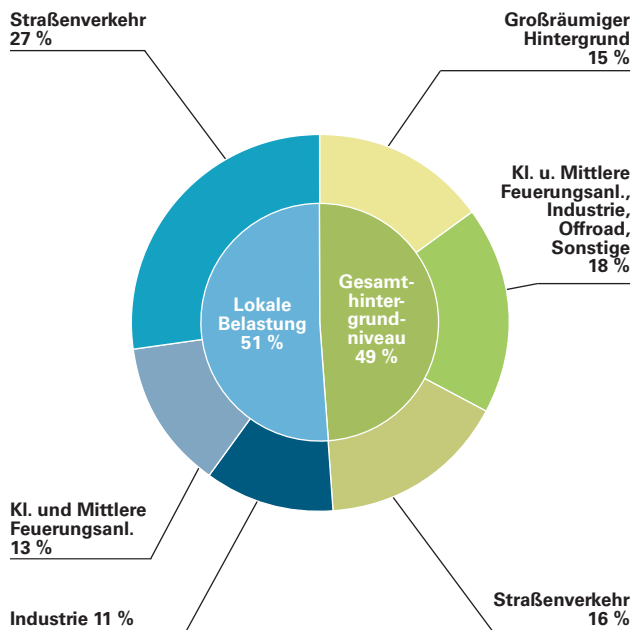 Straßenverkehr
27 %
Großräumiger
Hintergrund
15 %
Kl. u. Mittlere
Feuerungsanl.,
Industrie,
Offroad,
Sonstige
18 %
Lokale
Belastung
51 %
Gesamt-
hinter-
grund-
niveau
49 %
Kl. und Mittlere
Feuerungsanl.
13 %
Industrie 11 %
Straßenverkehr
16 %